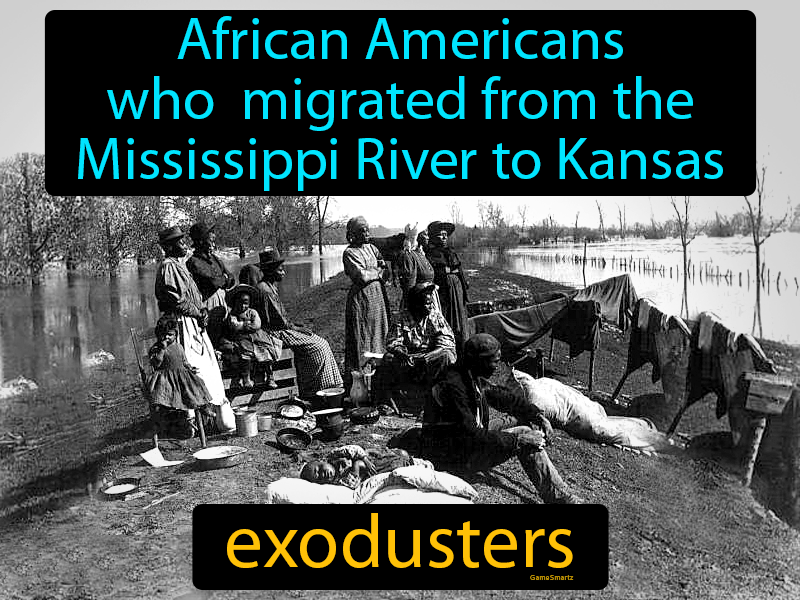 African Americans
who  migrated from the
Mississippi River to Kansas
exodusters
GameSmartz